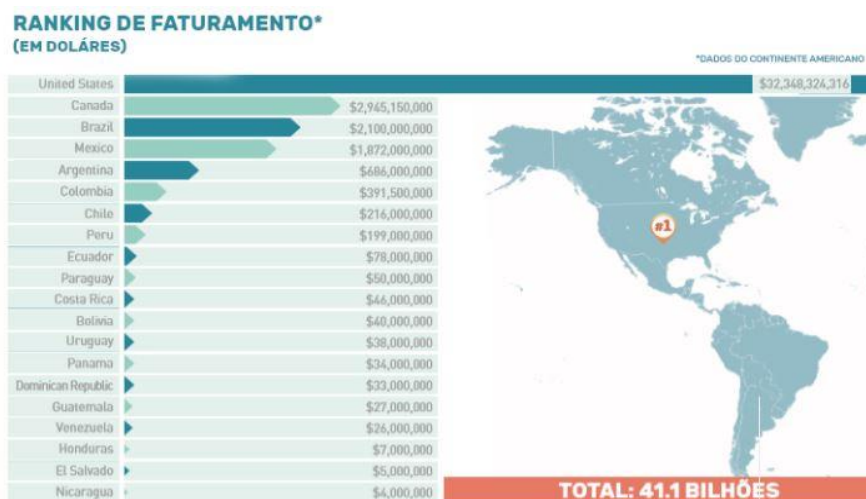 RANKING DE FATURAMENTO*
(EM DOLÁRES)
*DADOS DO CONTINENTE AMERICANO
United States $32,348,324,316
Canada $2,945,150,000
Brazil $2,100,000,000
Mexico $1,872,000,000
Argentina $686,000,000
Colombia $391,500,000
Chile $216,000,000
Peru $199,000,000
Ecuador $78,000,000
Paraguay $50,000,000
Costa Rica $46,000,000
Bolivia $40,000,000
Uruguay $38,000,000
Panama $34,000,000
Dominican Republic $33,000,000
Guatemala $27,000,000
Venezuela $26,000,000
Honduras $7,000,000
El Salvado $5,000,000
Nicaragua $4,000,000
#1
TOTAL: 41.1 BILHÕES